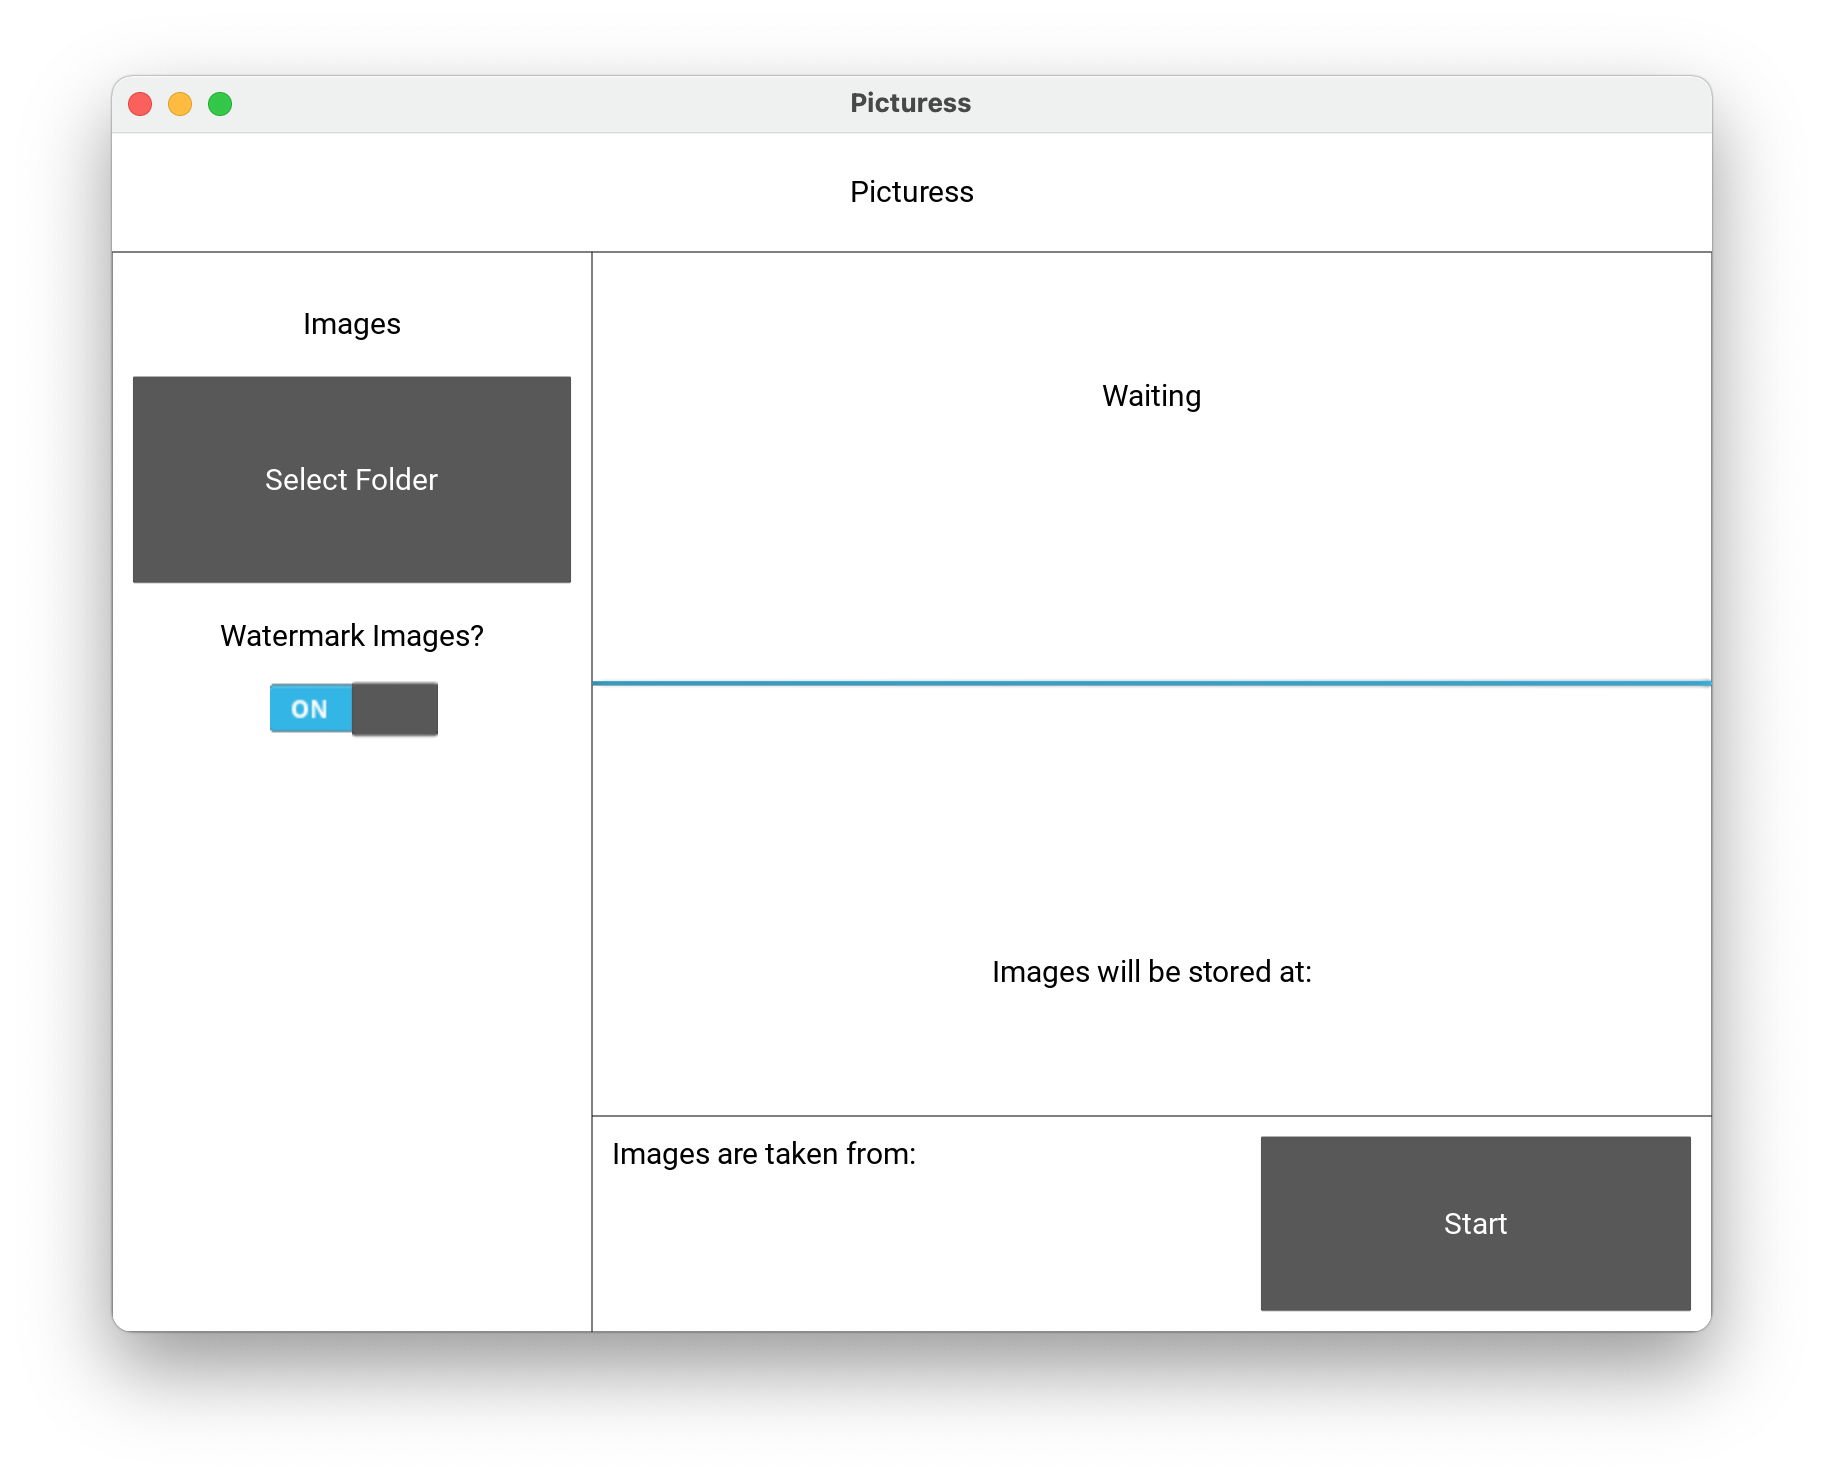 Picturess
Picturess
Images
Select Folder
Watermark Images?
ON
Waiting
Images will be stored at:
Images are taken from:
Start